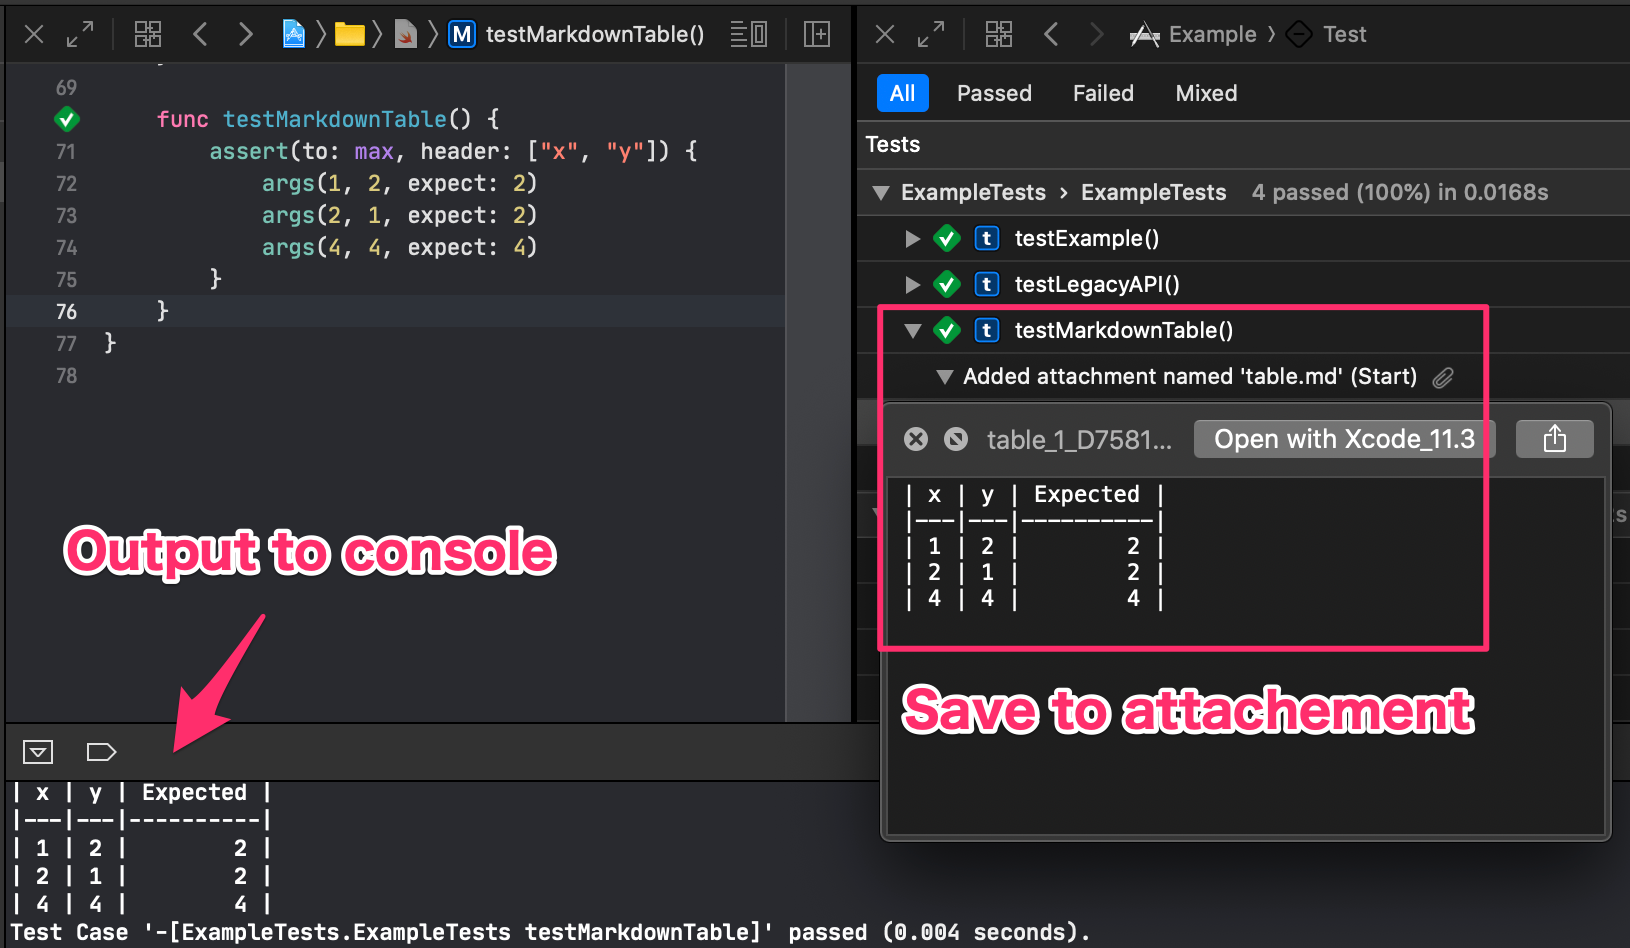 testMarkdownTable()
69
func testMarkdownTable() {
71 assert(to: max, header: ["x", "y"]) {
72 args(1, 2, expect: 2)
73 args(2, 1, expect: 2)
74 args(4, 4, expect: 4)
75 }
76 }
77 }
78
Output to console
| x | y | Expected |
|---|---|----------|
| 1 | 2 |        2 |
| 2 | 1 |        2 |
| 4 | 4 |        4 |
Test Case '-[ExampleTests.ExampleTests testMarkdownTable]' passed (0.004 seconds).
Example 〉 Test
All Passed Failed Mixed
Tests
ExampleTests › ExampleTests 4 passed (100%) in 0.0168s
t testExample()
t testLegacyAPI()
t testMarkdownTable()
Added attachment named 'table.md' (Start)
table_1_D7581... Open with Xcode_11.3
| x | y | Expected |
|---|---|----------|
| 1 | 2 |        2 |
| 2 | 1 |        2 |
| 4 | 4 |        4 |
Save to attachement